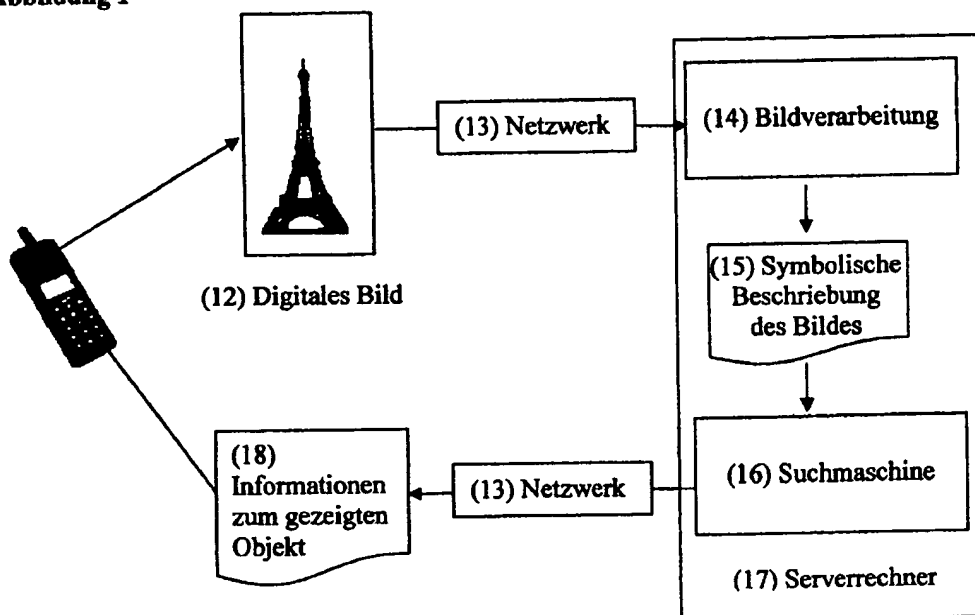 Abbildung 1
(13) Netzwerk
(14) Bildverarbeitung
(12) Digitales Bild
(15) Symbolische
Beschriebung
des Bildes
(18)
Informationen
zum gezeigten
Objekt
(13) Netzwerk
(16) Suchmaschine
(17) Serverrechner